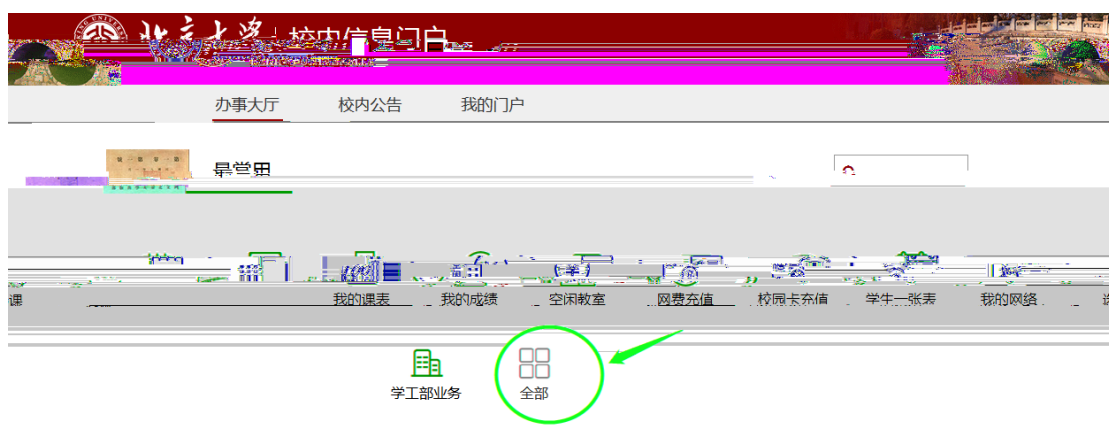 北京大学 校内信息门户
办事大厅 校内公告 我的门户
最常用
课 我的课表 我的成绩 空闲教室 网费充值 校园卡充值 学生一张表 我的网络
学工部业务 全部